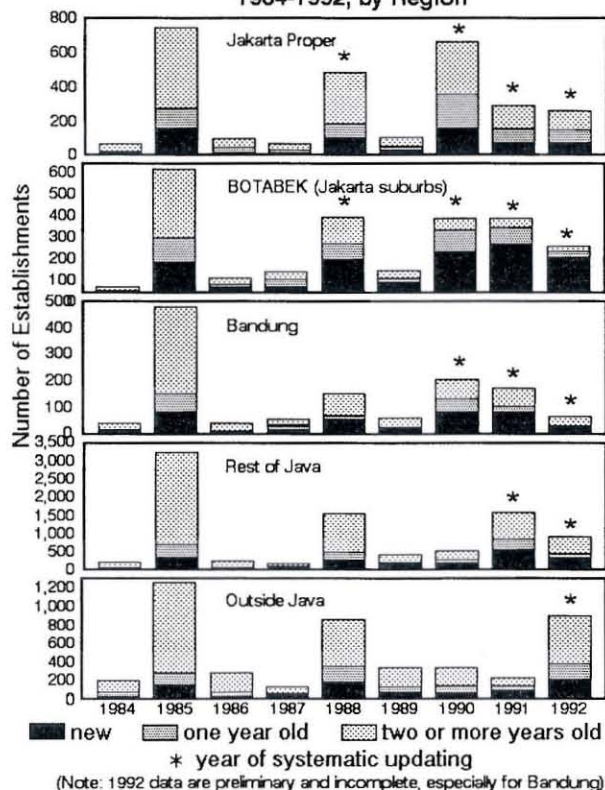 1984-1992, by Region
Number of Establishments
800
600
400
200
0
Jakarta Proper
* * * *
600
500
400
300
200
100
0
BOTABEK (Jakarta suburbs)
* * * *
500
400
300
200
100
0
Bandung
* * *
3,500
3,000
2,500
2,000
1,500
1,000
500
0
Rest of Java
* *
1,200
1,000
800
600
400
200
0
Outside Java
*
1984 1985 1986 1987 1988 1989 1990 1991 1992
new one year old two or more years old
* year of systematic updating
(Note: 1992 data are preliminary and incomplete, especially for Bandung)